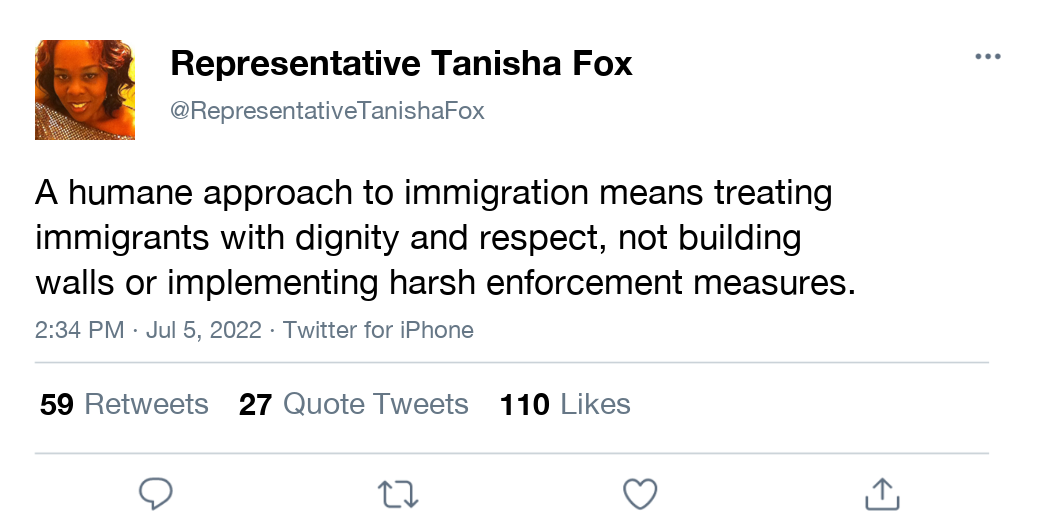 Representative Tanisha Fox
@RepresentativeTanishaFox
A humane approach to immigration means treating
immigrants with dignity and respect, not building
walls or implementing harsh enforcement measures.
2:34 PM · Jul 5, 2022 · Twitter for iPhone
59 Retweets 27 Quote Tweets 110 Likes